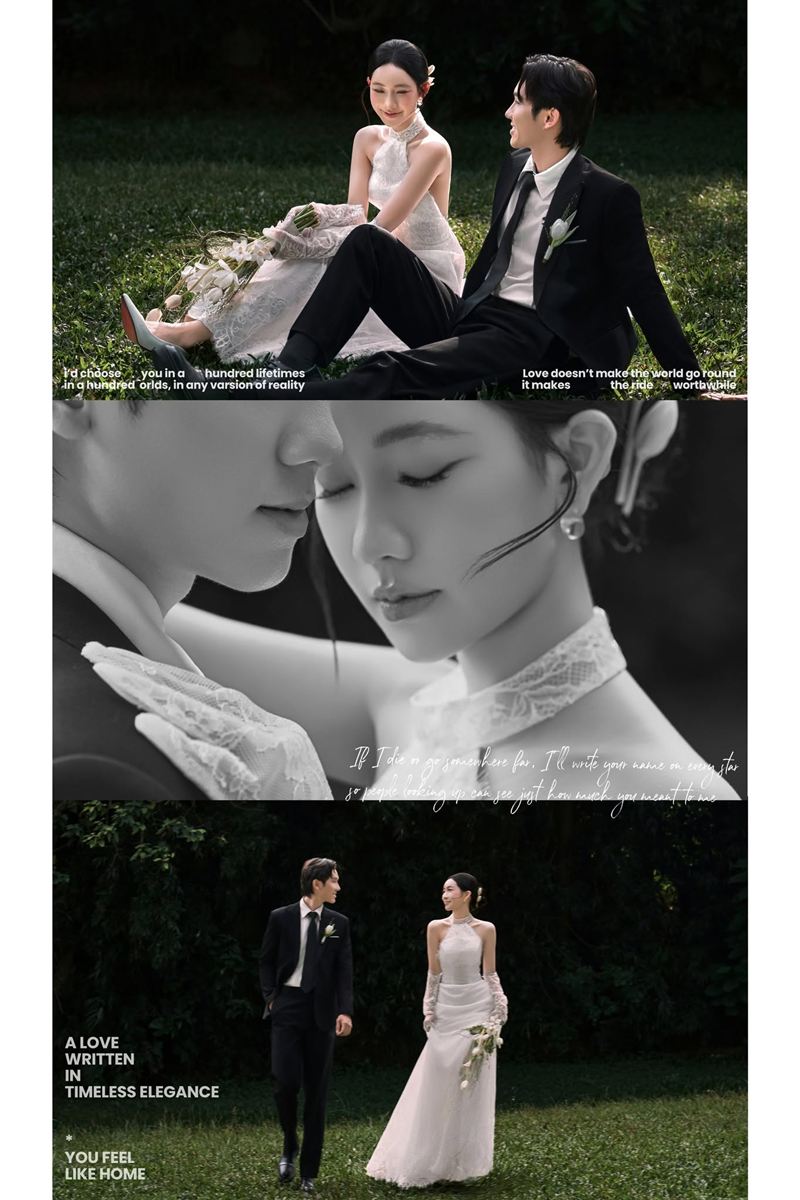 I'd choose you in a hundred lifetimes
in a hundred orlds, in any varsion of reality
Love doesn't make the world go round
it makes the ride worthwhile
If I die or go somewhere far, I'll write your name on every star
so people looking up can see just how much you meant to me
A LOVE
WRITTEN
IN
TIMELESS ELEGANCE
*
YOU FEEL
LIKE HOME